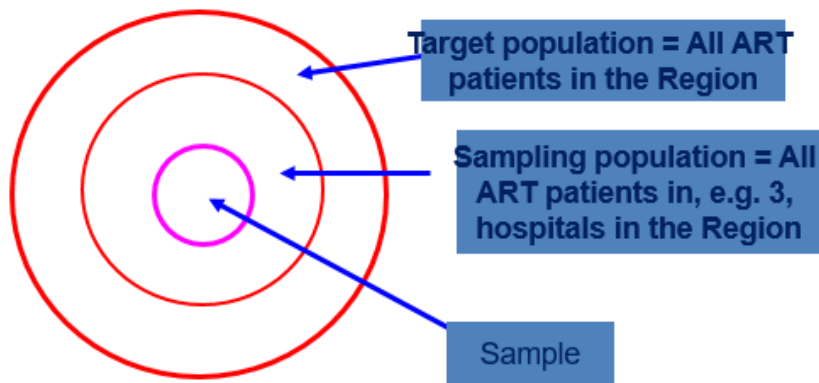 Target population = All ART
patients in the Region
Sampling population = All
ART patients in, e.g. 3,
hospitals in the Region
Sample